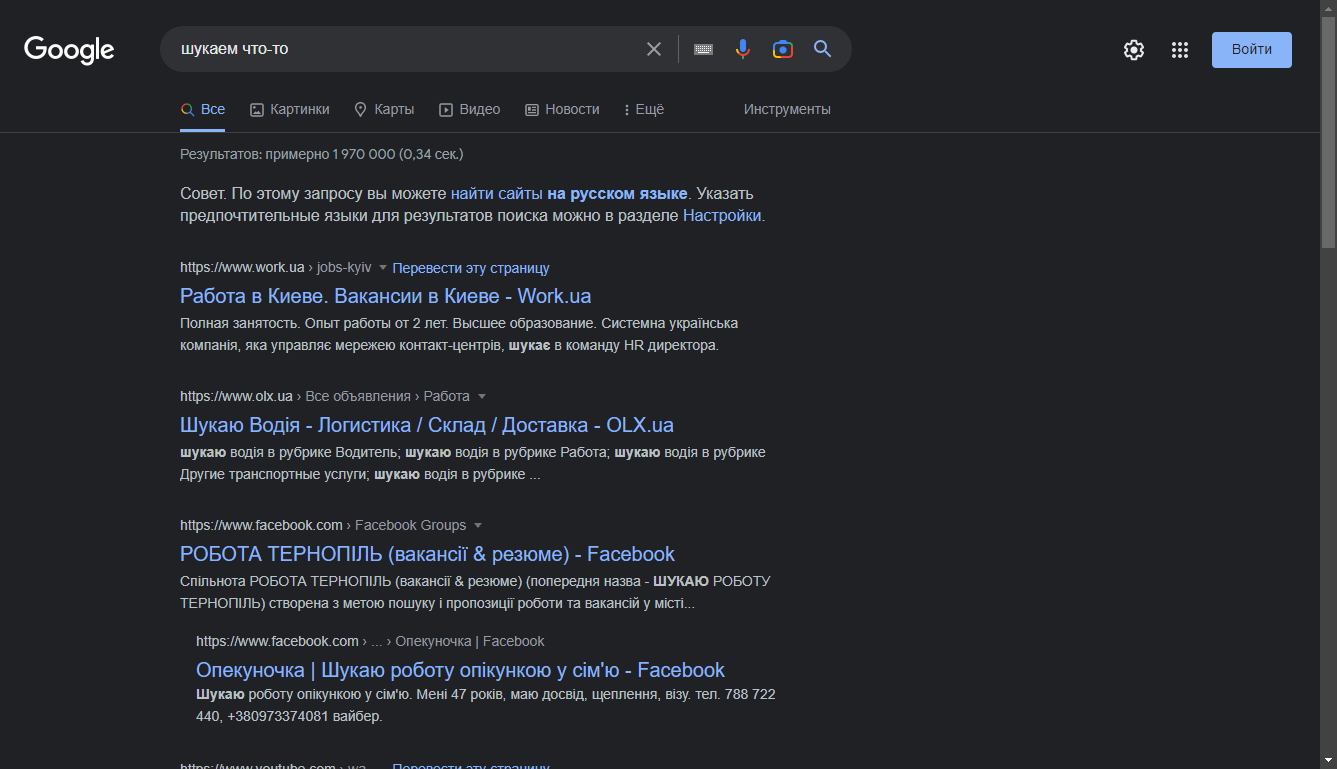 Google
шукаем что-то
Войти
Все Картинки Карты Видео Новости Ещё Инструменты
Результатов: примерно 1 970 000 (0,34 сек.)
Совет. По этому запросу вы можете найти сайты на русском языке. Указать
предпочтительные языки для результатов поиска можно в разделе Настройки.
https://www.work.ua › jobs-kyiv Перевести эту страницу
Работа в Киеве. Вакансии в Киеве - Work.ua
Полная занятость. Опыт работы от 2 лет. Высшее образование. Системна українська
компанія, яка управляє мережею контакт-центрів, шукає в команду HR директора.
https://www.olx.ua › Все объявления › Работа
Шукаю Водія - Логистика / Склад / Доставка - OLX.ua
шукаю водія в рубрике Водитель; шукаю водія в рубрике Работа; шукаю водія в рубрике
Другие транспортные услуги; шукаю водія в рубрике ...
https://www.facebook.com › Facebook Groups
РОБОТА ТЕРНОПІЛЬ (вакансії & резюме) - Facebook
Спільнота РОБОТА ТЕРНОПІЛЬ (вакансії & резюме) (попередня назва - ШУКАЮ РОБОТУ
ТЕРНОПІЛЬ) створена з метою пошуку і пропозиції роботи та вакансій у місті...
https://www.facebook.com › ... › Опекуночка | Facebook
Опекуночка | Шукаю роботу опікункою у сім'ю - Facebook
Шукаю роботу опікункою у сім'ю. Мені 47 років, маю досвід, щеплення, візу. тел. 788 722
440, +380973374081 вайбер.
https://www.youtube.com › wa... Перевести эту страницу